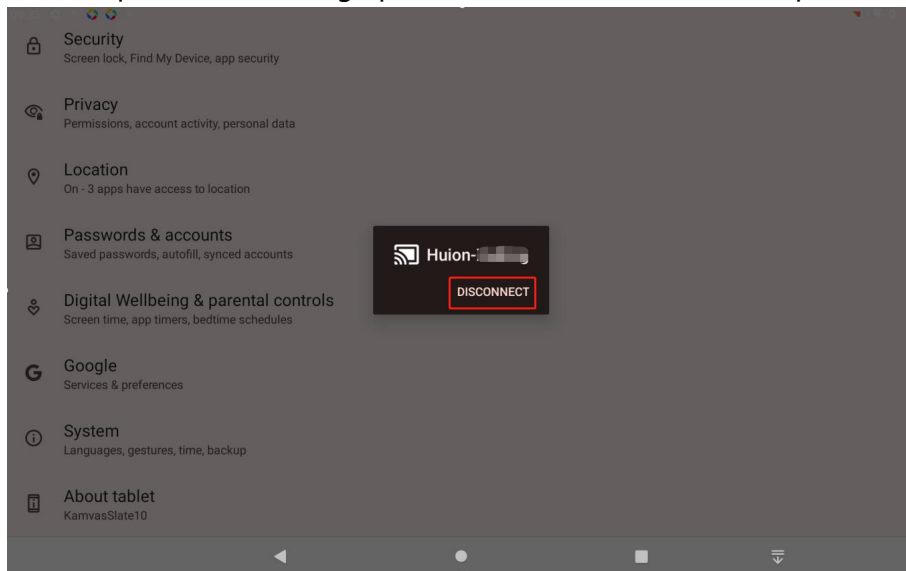 Security
Screen lock, Find My Device, app security
Privacy
Permissions, account activity, personal data
Location
On - 3 apps have access to location
Passwords & accounts
Saved passwords, autofill, synced accounts
Huion-
DISCONNECT
Digital Wellbeing & parental controls
Screen time, app timers, bedtime schedules
Google
Services & preferences
System
Languages, gestures, time, backup
About tablet
KamvasSlate10